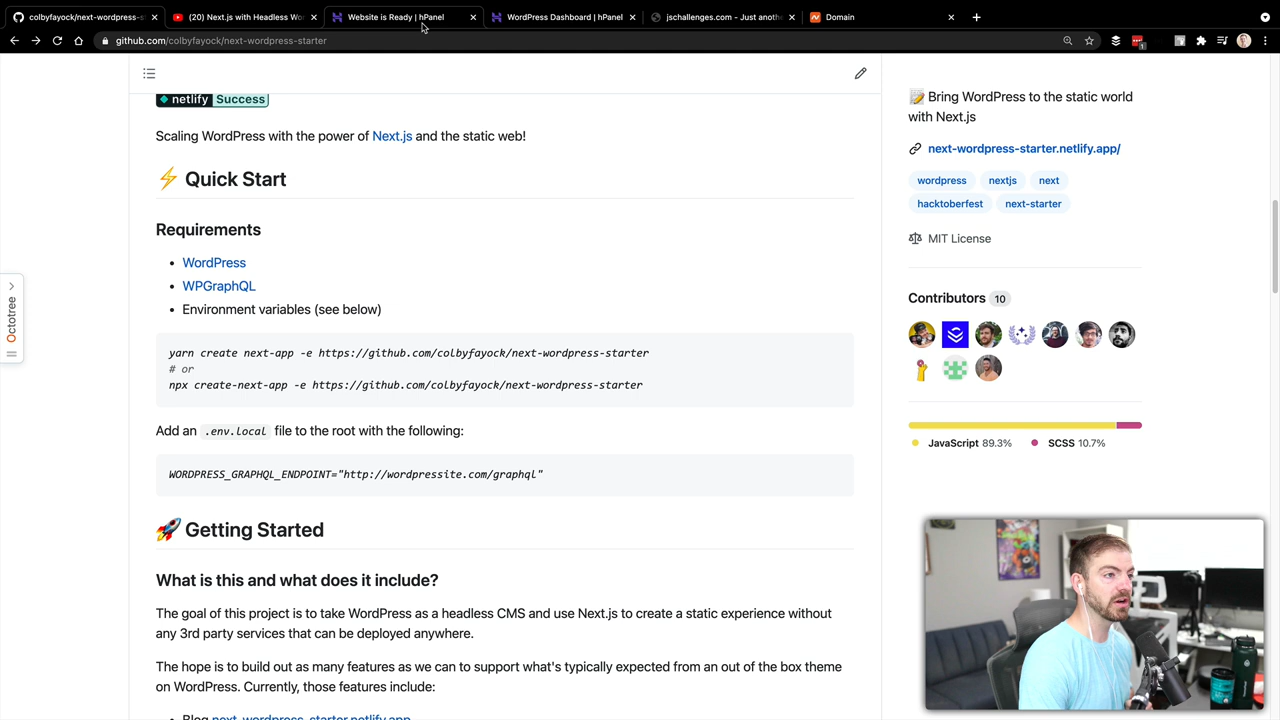 colbyfayock/next-wordpress-s
(20) Next.js with Headless Wo
Website is Ready | hPanel
WordPress Dashboard | hPanel
jschallenges.com - Just anoth
Domain
github.com/colbyfayock/next-wordpress-starter
1
netlify Success
Scaling WordPress with the power of Next.js and the static web!
⚡ Quick Start
Requirements
• WordPress
• WPGraphQL
• Environment variables (see below)
yarn create next-app -e https://github.com/colbyfayock/next-wordpress-starter
# or
npx create-next-app -e https://github.com/colbyfayock/next-wordpress-starter
Add an .env.local file to the root with the following:
WORDPRESS_GRAPHQL_ENDPOINT="http://wordpressite.com/graphql"
🚀 Getting Started
What is this and what does it include?
The goal of this project is to take WordPress as a headless CMS and use Next.js to create a static experience without
any 3rd party services that can be deployed anywhere.
The hope is to build out as many features as we can to support what's typically expected from an out of the box theme
on WordPress. Currently, those features include:
• Blog next-wordpress-starter.netlify.app
Octotree
📝 Bring WordPress to the static world
with Next.js
next-wordpress-starter.netlify.app/
wordpress nextjs next
hacktoberfest next-starter
MIT License
Contributors 10
JavaScript 89.3% SCSS 10.7%